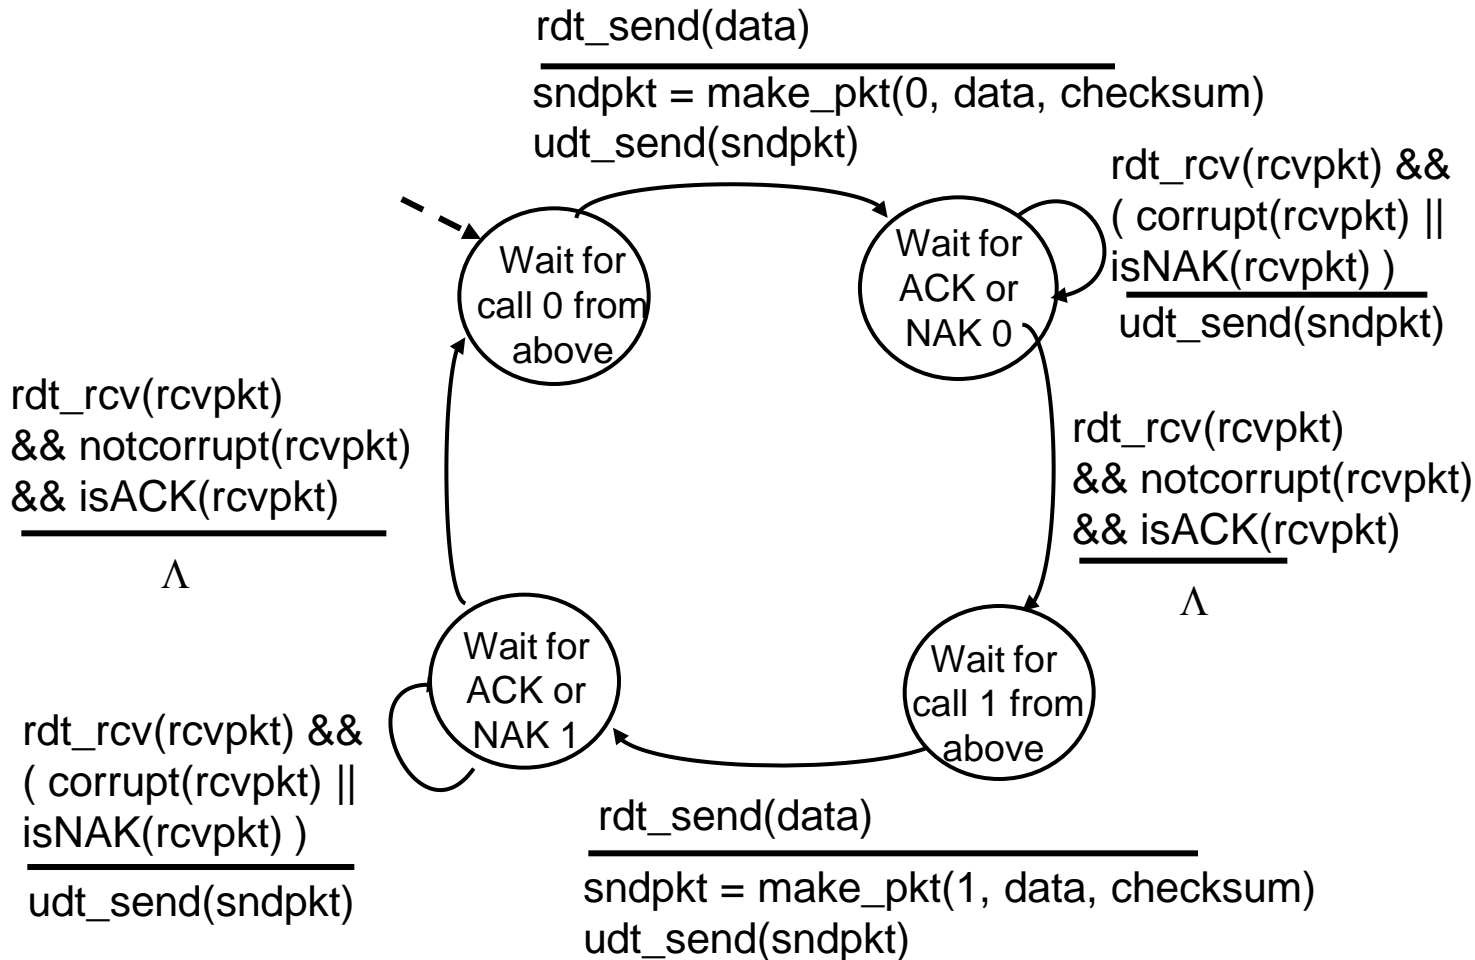 rdt_send(data)
sndpkt = make_pkt(0, data, checksum)
udt_send(sndpkt)
Wait for
call 0 from
above
Wait for
ACK or
NAK 0
rdt_rcv(rcvpkt) &&
( corrupt(rcvpkt) ||
isNAK(rcvpkt) )
udt_send(sndpkt)
rdt_rcv(rcvpkt)
&& notcorrupt(rcvpkt)
&& isACK(rcvpkt)
Λ
rdt_rcv(rcvpkt)
&& notcorrupt(rcvpkt)
&& isACK(rcvpkt)
Λ
Wait for
ACK or
NAK 1
Wait for
call 1 from
above
rdt_rcv(rcvpkt) &&
( corrupt(rcvpkt) ||
isNAK(rcvpkt) )
udt_send(sndpkt)
rdt_send(data)
sndpkt = make_pkt(1, data, checksum)
udt_send(sndpkt)